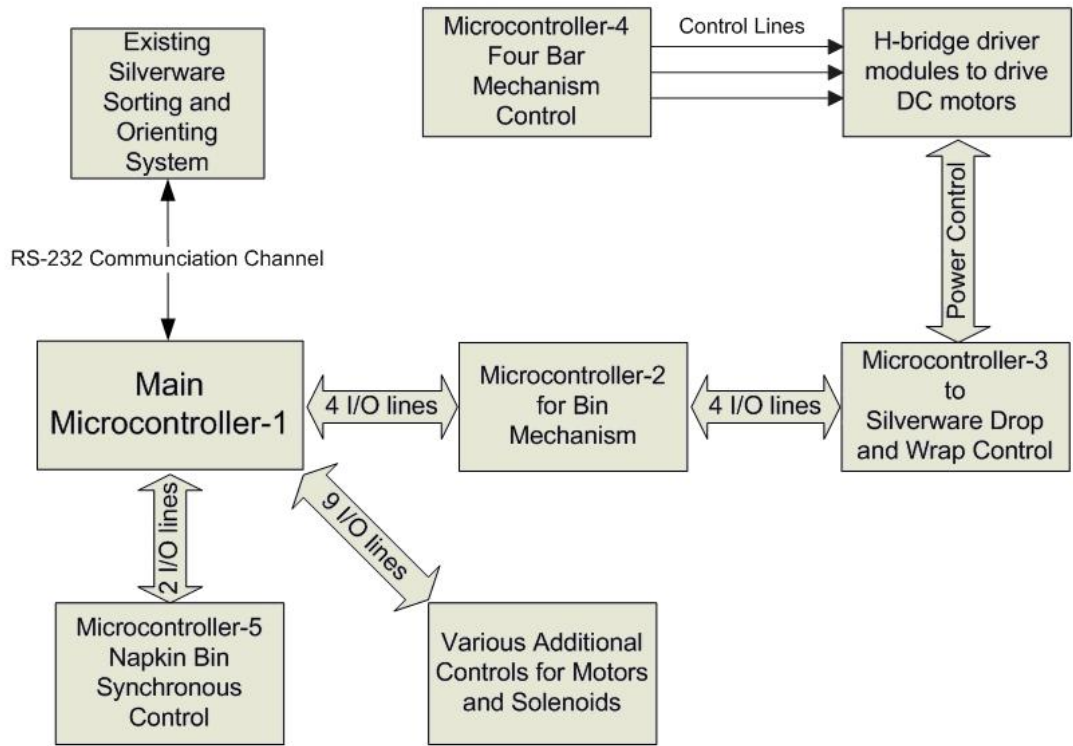 Existing
Silverware
Sorting and
Orienting
System
Microcontroller-4
Four Bar
Mechanism
Control
Control Lines
H-bridge driver
modules to drive
DC motors
RS-232 Communciation Channel
Power Control
Main
Microcontroller-1
4 I/O lines
Microcontroller-2
for Bin
Mechanism
4 I/O lines
Microcontroller-3
to
Silverware Drop
and Wrap Control
2 I/O lines
9 I/O lines
Microcontroller-5
Napkin Bin
Synchronous
Control
Various Additional
Controls for Motors
and Solenoids